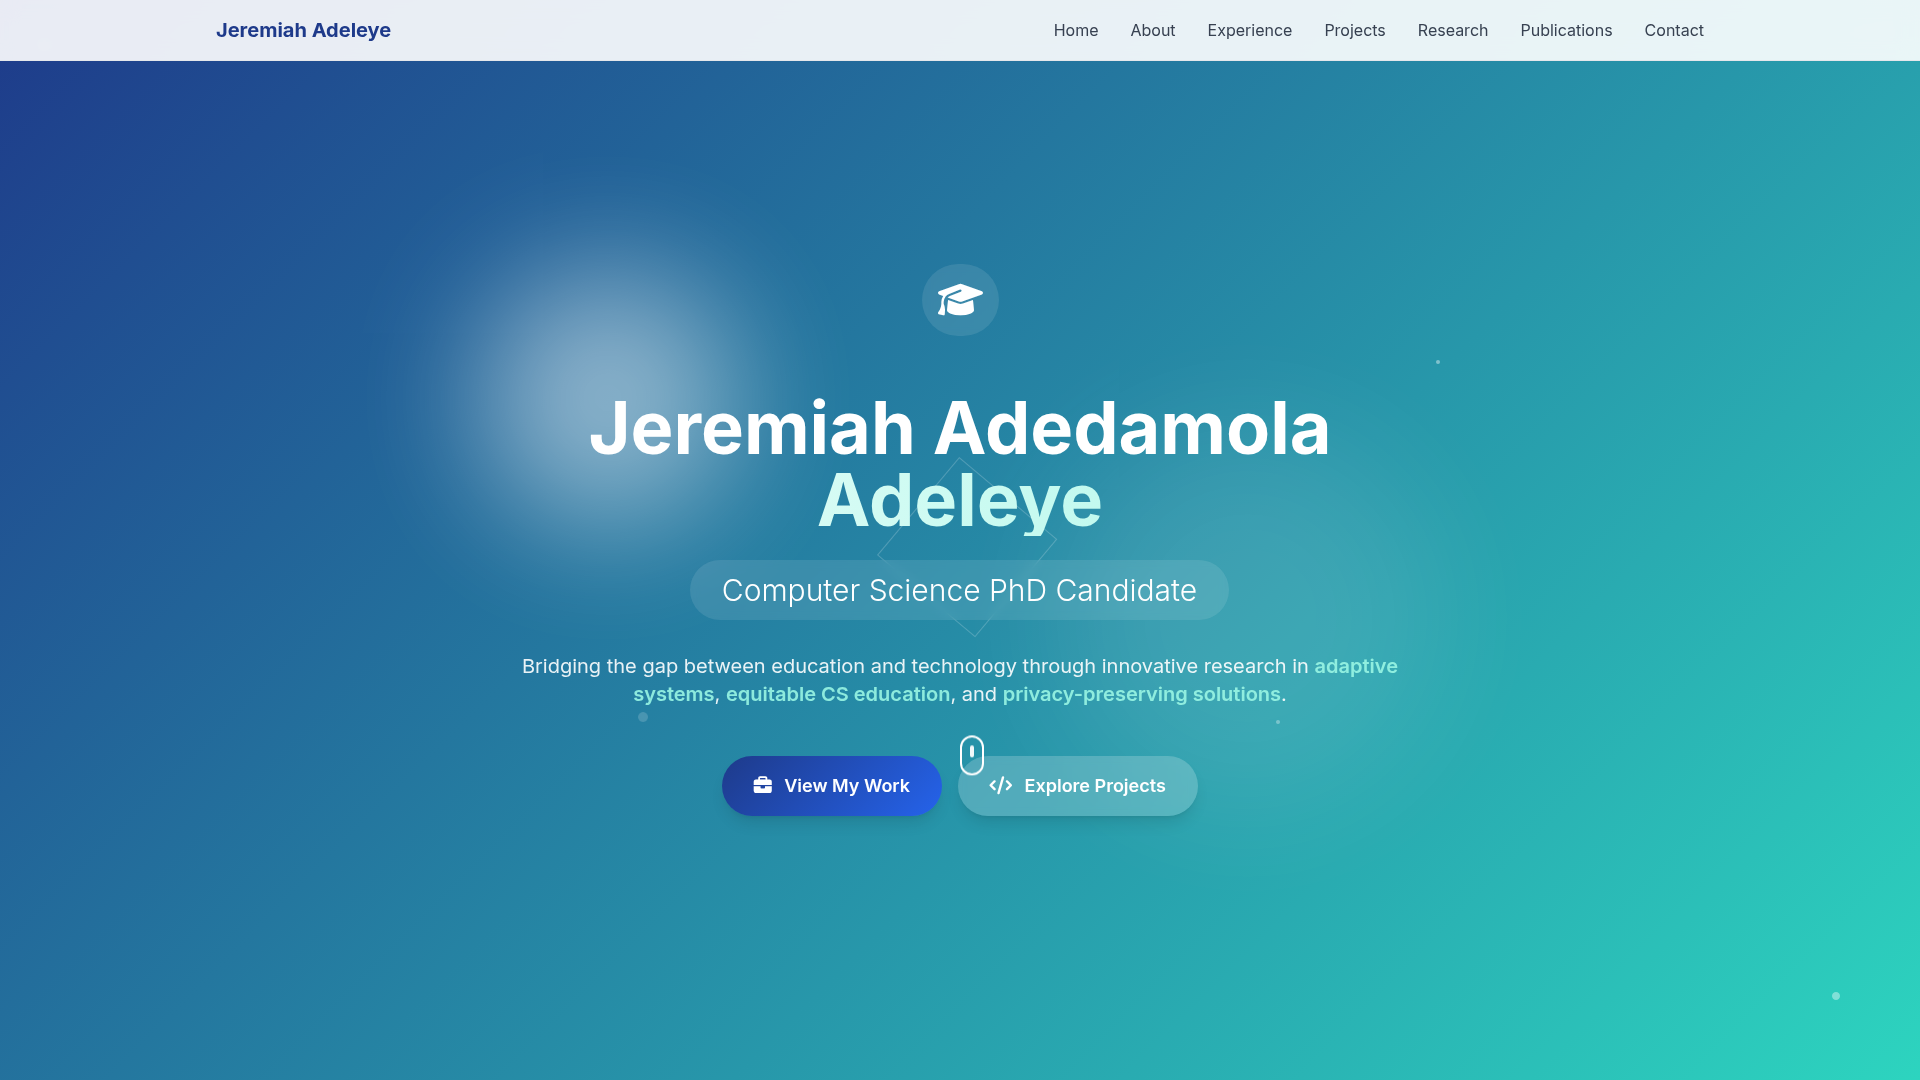 Jeremiah Adeleye
Home
About
Experience
Projects
Research
Publications
Contact
Jeremiah Adedamola
Adeleye
Computer Science PhD Candidate
Bridging the gap between education and technology through innovative research in adaptive
systems, equitable CS education, and privacy-preserving solutions.
View My Work
Explore Projects